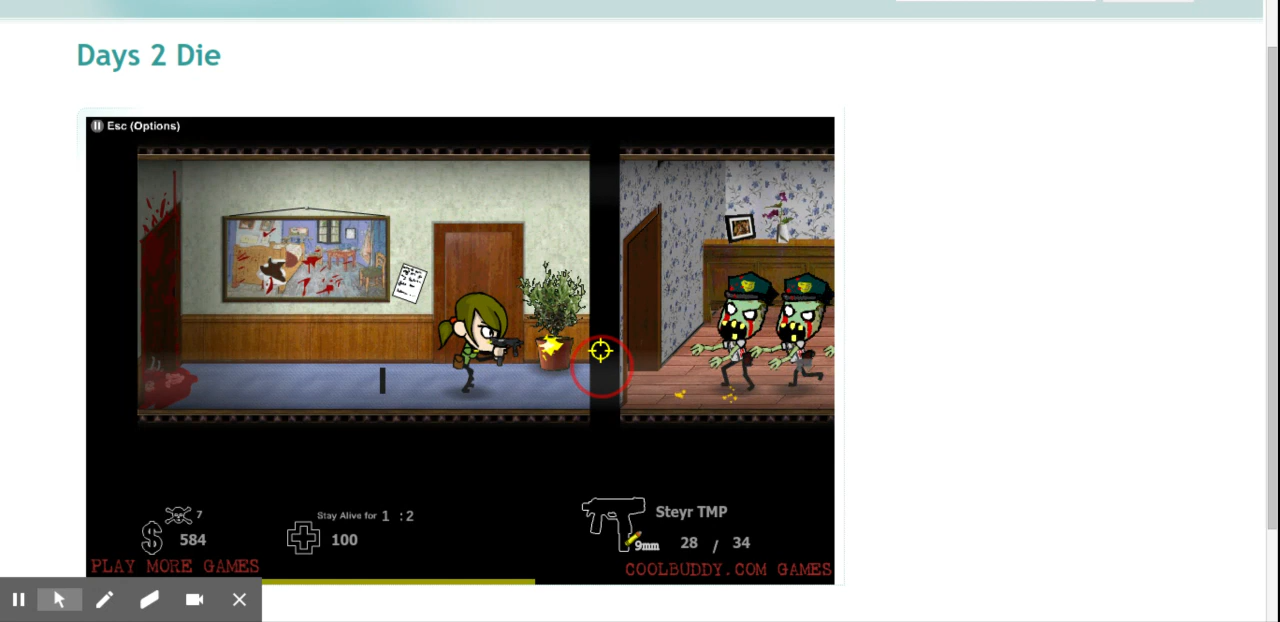 Days 2 Die
Esc (Options)
7
584
Stay Alive for 1 :2
100
Steyr TMP
9mm 28 / 34
PLAY MORE GAMES
COOLBUDDY.COM GAMES